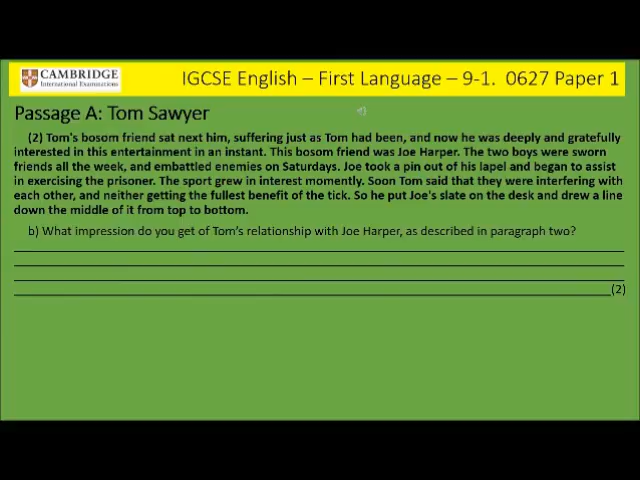 CAMBRIDGE
International Examinations
IGCSE English – First Language – 9-1.  0627 Paper 1
Passage A: Tom Sawyer
(2) Tom's bosom friend sat next him, suffering just as Tom had been, and now he was deeply and gratefully
interested in this entertainment in an instant. This bosom friend was Joe Harper. The two boys were sworn
friends all the week, and embattled enemies on Saturdays. Joe took a pin out of his lapel and began to assist
in exercising the prisoner. The sport grew in interest momently. Soon Tom said that they were interfering with
each other, and neither getting the fullest benefit of the tick. So he put Joe's slate on the desk and drew a line
down the middle of it from top to bottom.
b) What impression do you get of Tom's relationship with Joe Harper, as described in paragraph two?
(2)